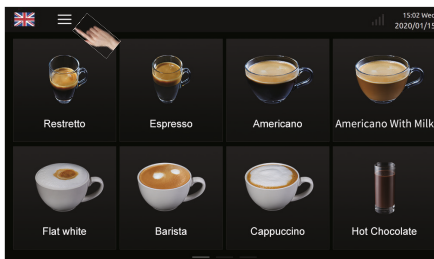 15:02 Wed
2020/01/15
Restretto
Espresso
Americano
Americano With Milk
Flat white
Barista
Cappuccino
Hot Chocolate